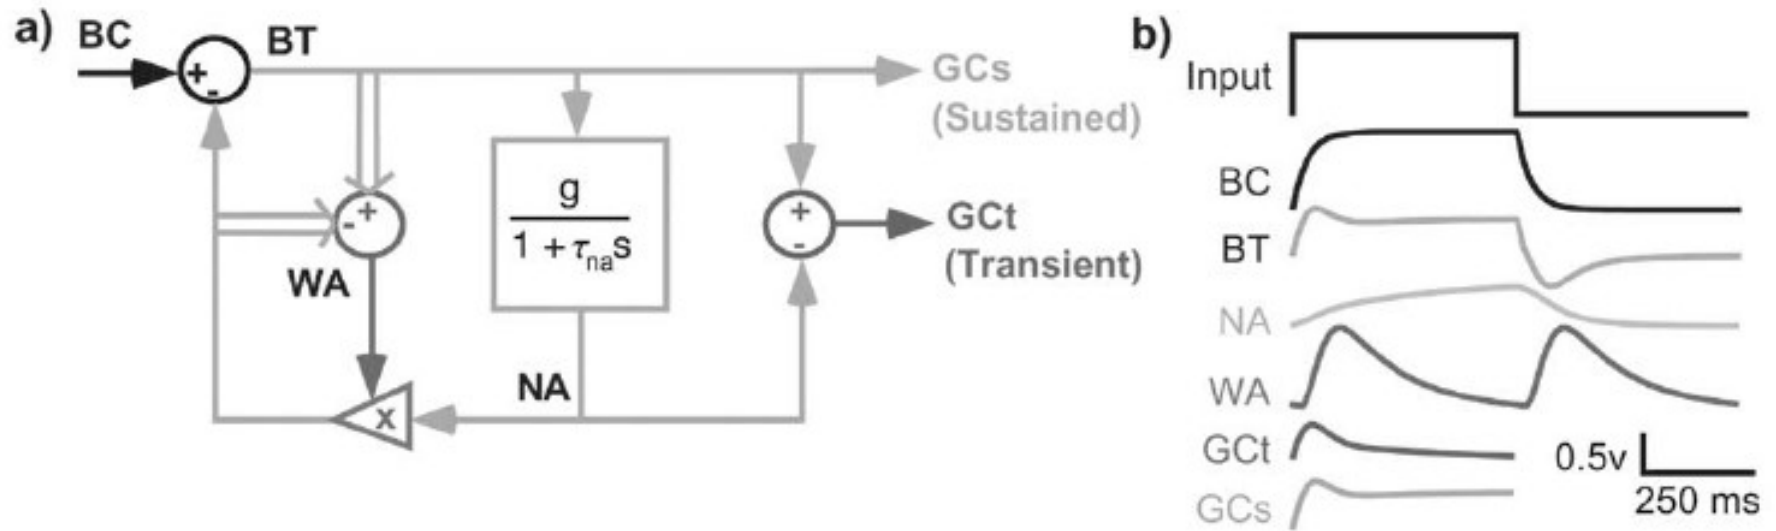 a)
BC
BT
+
-
GCs
(Sustained)
+
-
g
1 + τnas
+
-
GCt
(Transient)
WA
NA
x
b)
Input
BC
BT
NA
WA
GCt
GCs
0.5v
250 ms